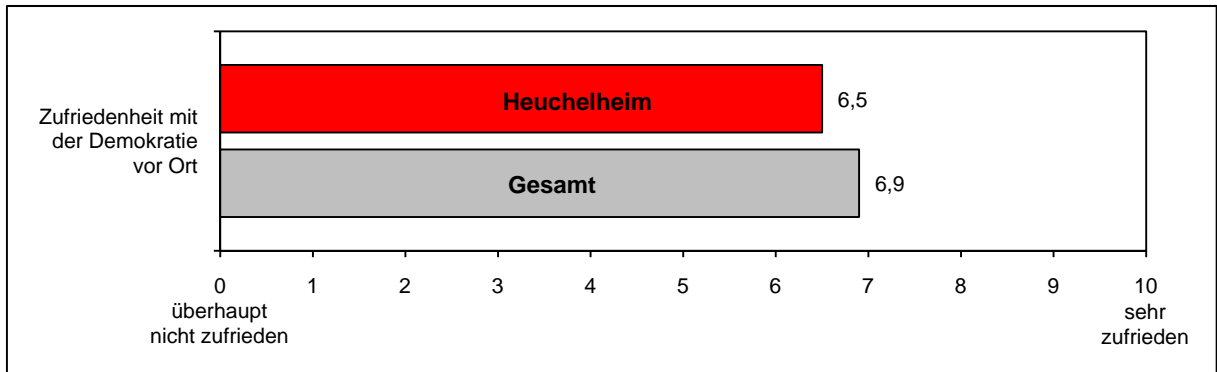 Zufriedenheit mit
der Demokratie
vor Ort
Heuchelheim
6,5
Gesamt
6,9
0 1 2 3 4 5 6 7 8 9 10
überhaupt sehr
nicht zufrieden zufrieden